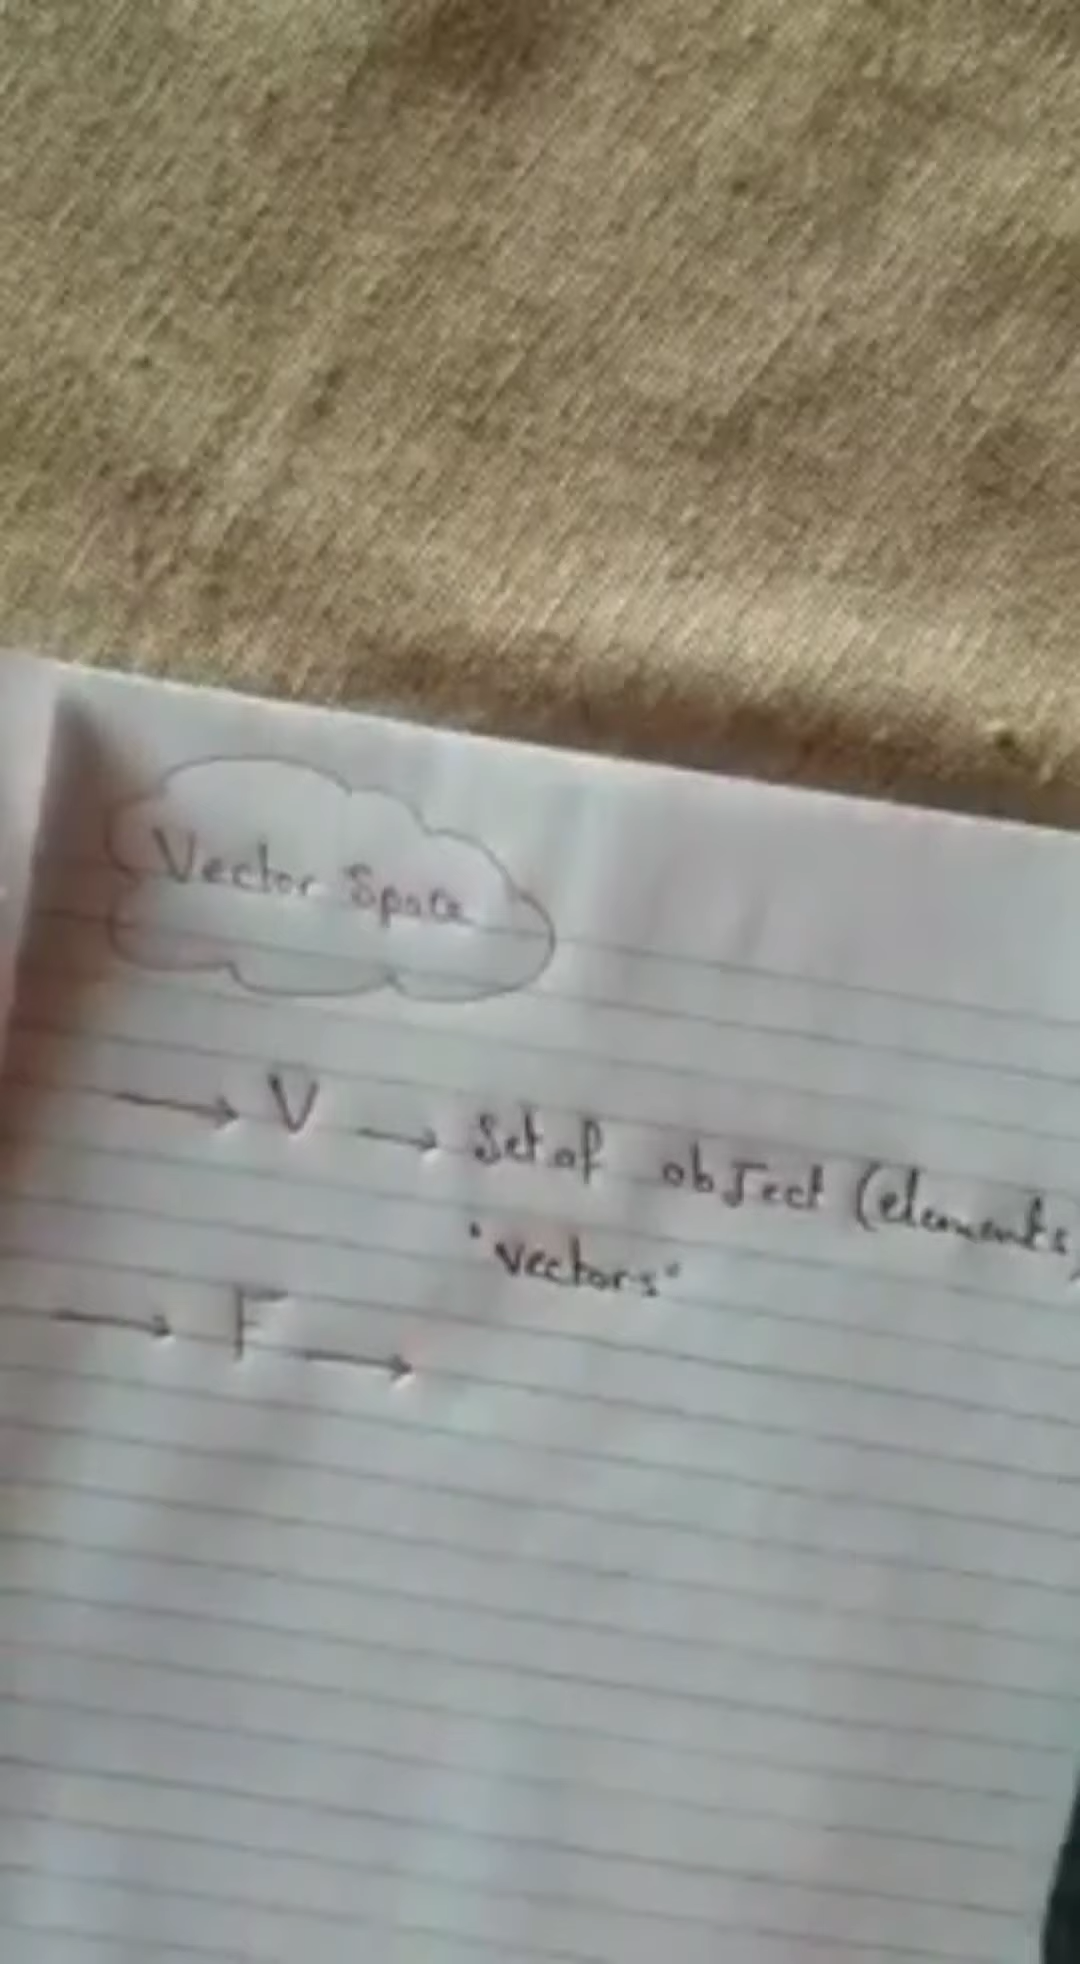 Vector Space
→ V → Set of object (elements)
"vectors"
→ F →